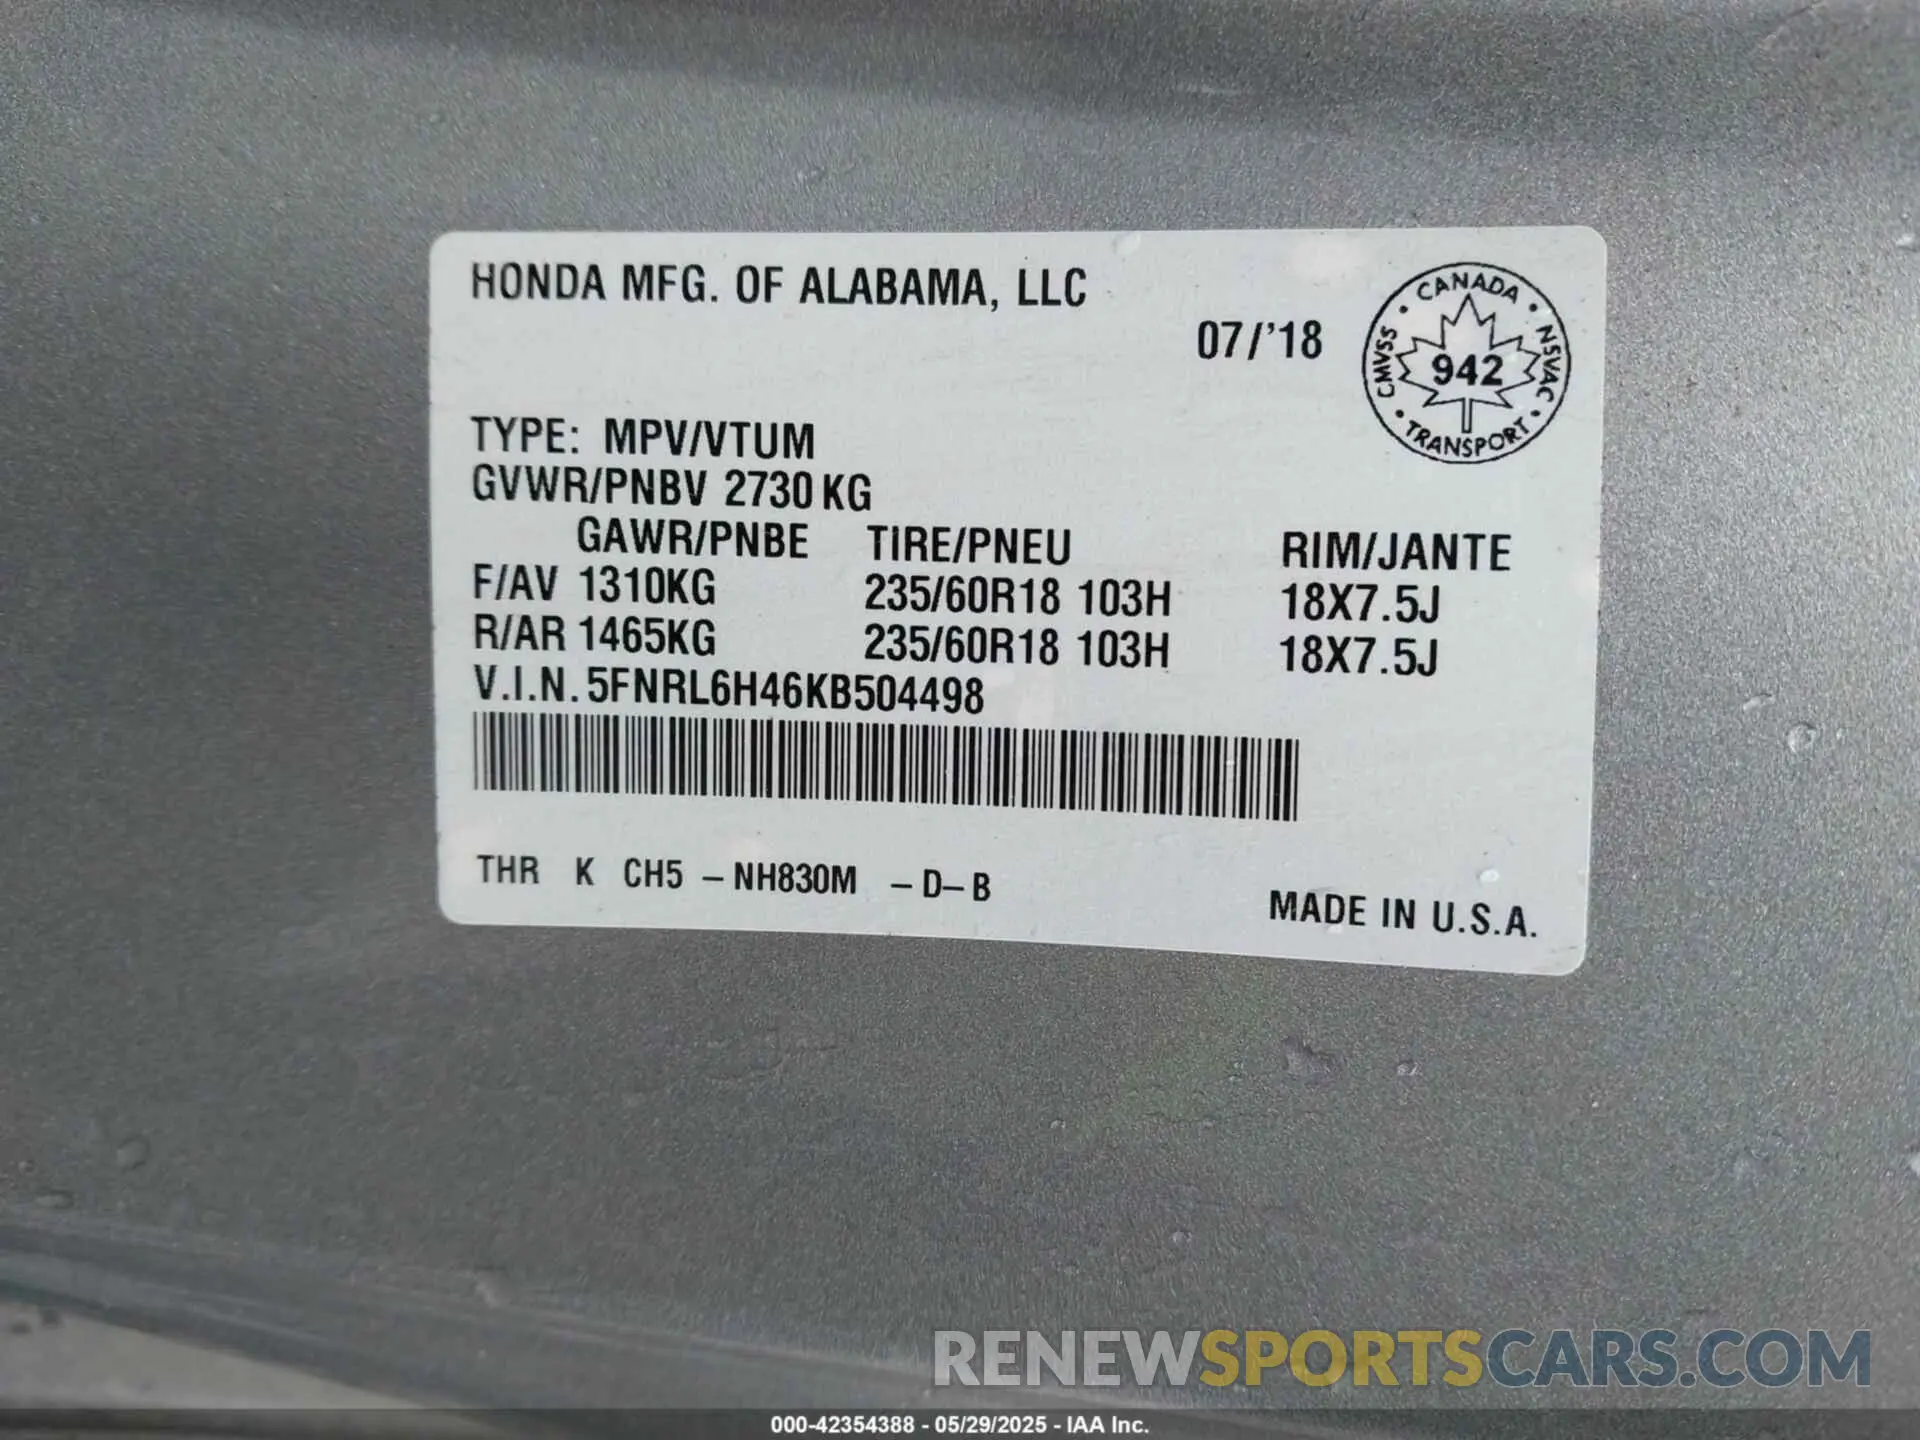 HONDA MFG. OF ALABAMA, LLC
07/'18
CANADA
CMVSS
942
NSVAC
TRANSPORT
TYPE: MPV/VTUM
GVWR/PNBV 2730 KG
GAWR/PNBE TIRE/PNEU RIM/JANTE
F/AV 1310KG 235/60R18 103H 18X7.5J
R/AR 1465KG 235/60R18 103H 18X7.5J
V.I.N. 5FNRL6H46KB504498
THR K CH5 – NH830M – D– B
MADE IN U.S.A.
RENEWSPORTSCARS.COM
000-42354388 - 05/29/2025 - IAA Inc.